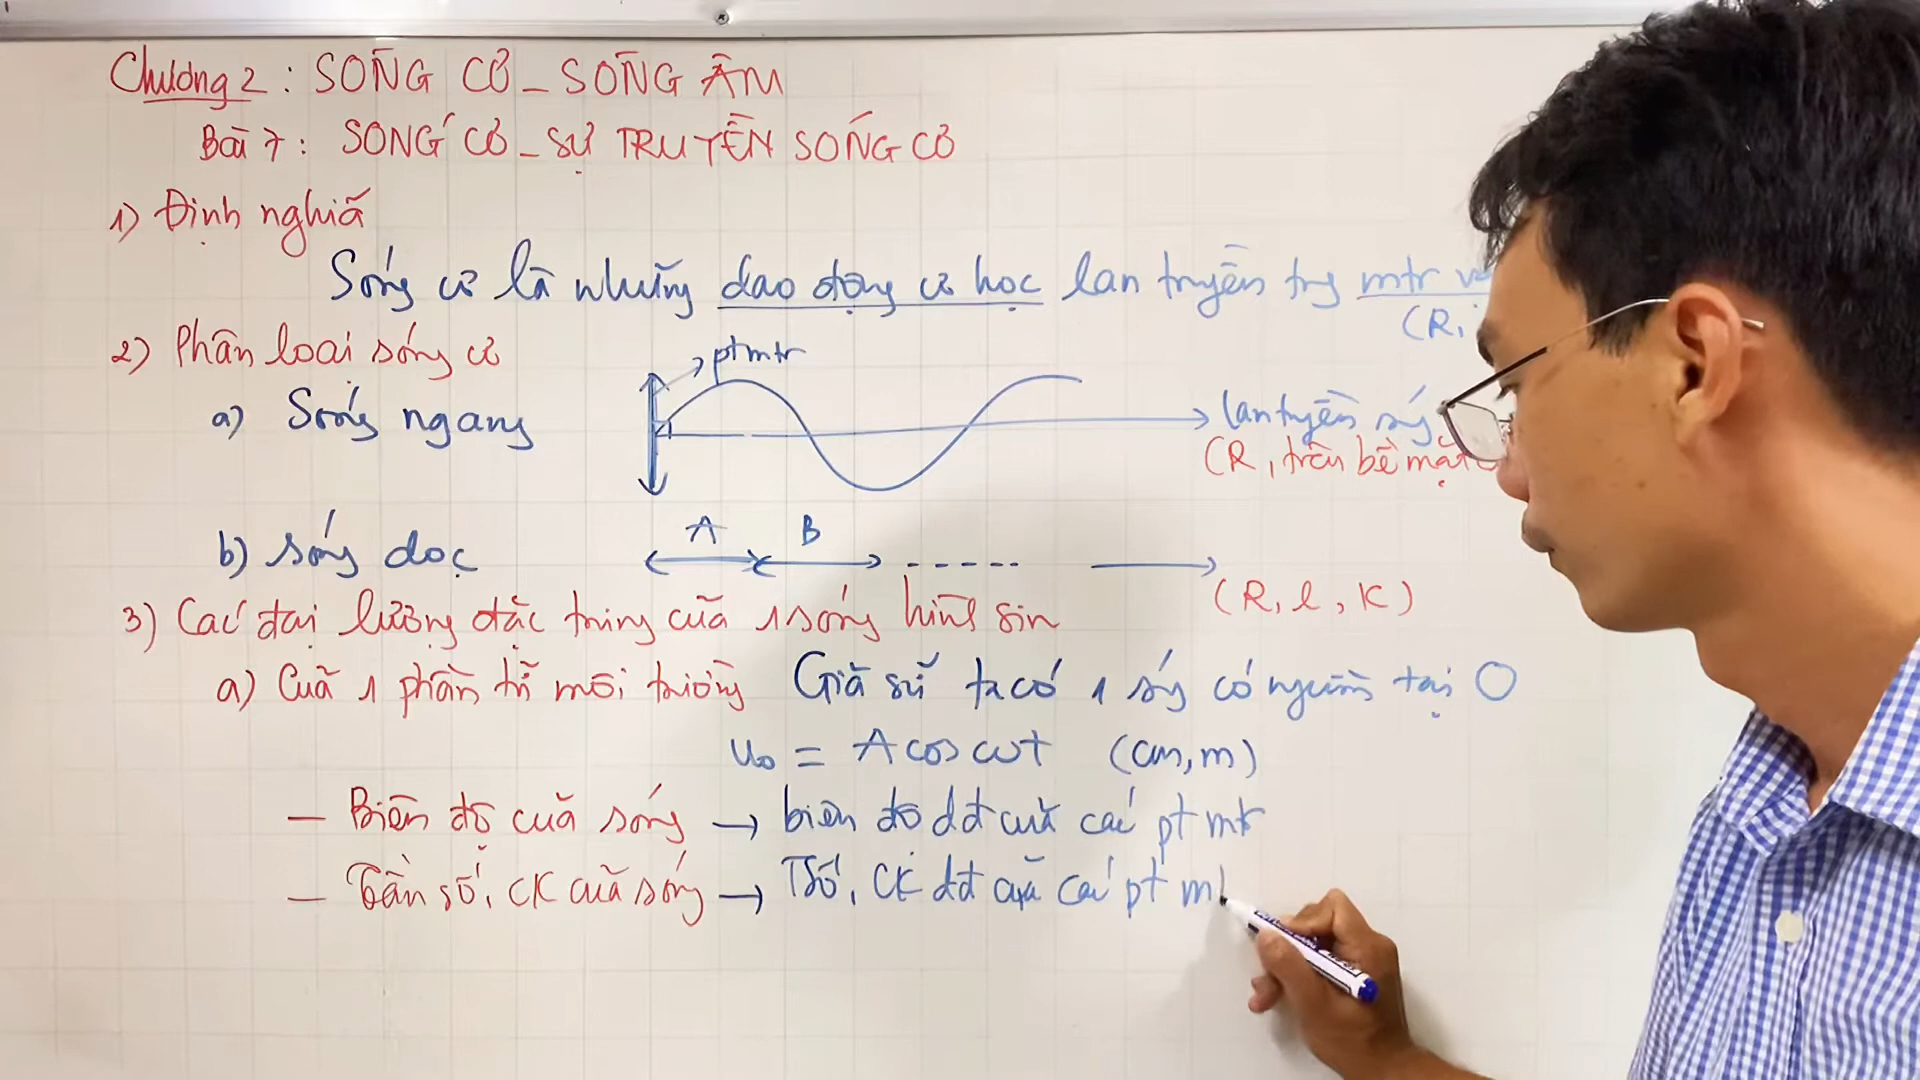 Chương 2 : SÓNG CƠ - SÓNG ÂM
Bài 7 : SÓNG CƠ - SỰ TRUYỀN SÓNG CƠ
1) Định nghĩa
Sóng cơ là những dao động cơ học lan truyền trg mtr
(R,
2) Phân loại sóng cơ
pt mtr
a) Sóng ngang
lan truyền sóng
(R, trên bề mặt
A B
b) sóng dọc
(R, l, K)
3) Các đại lượng đặc trưng của 1 sóng hình sin
a) Của 1 phần tử môi trường Giả sử ta có 1 sóng có nguồn tại O
u₀ = A cos ωt (cm, m)
- Biên độ của sóng → biên độ dđ của các pt mtr
- Tần số, CK của sóng → Tsố, CK dđ của các pt m